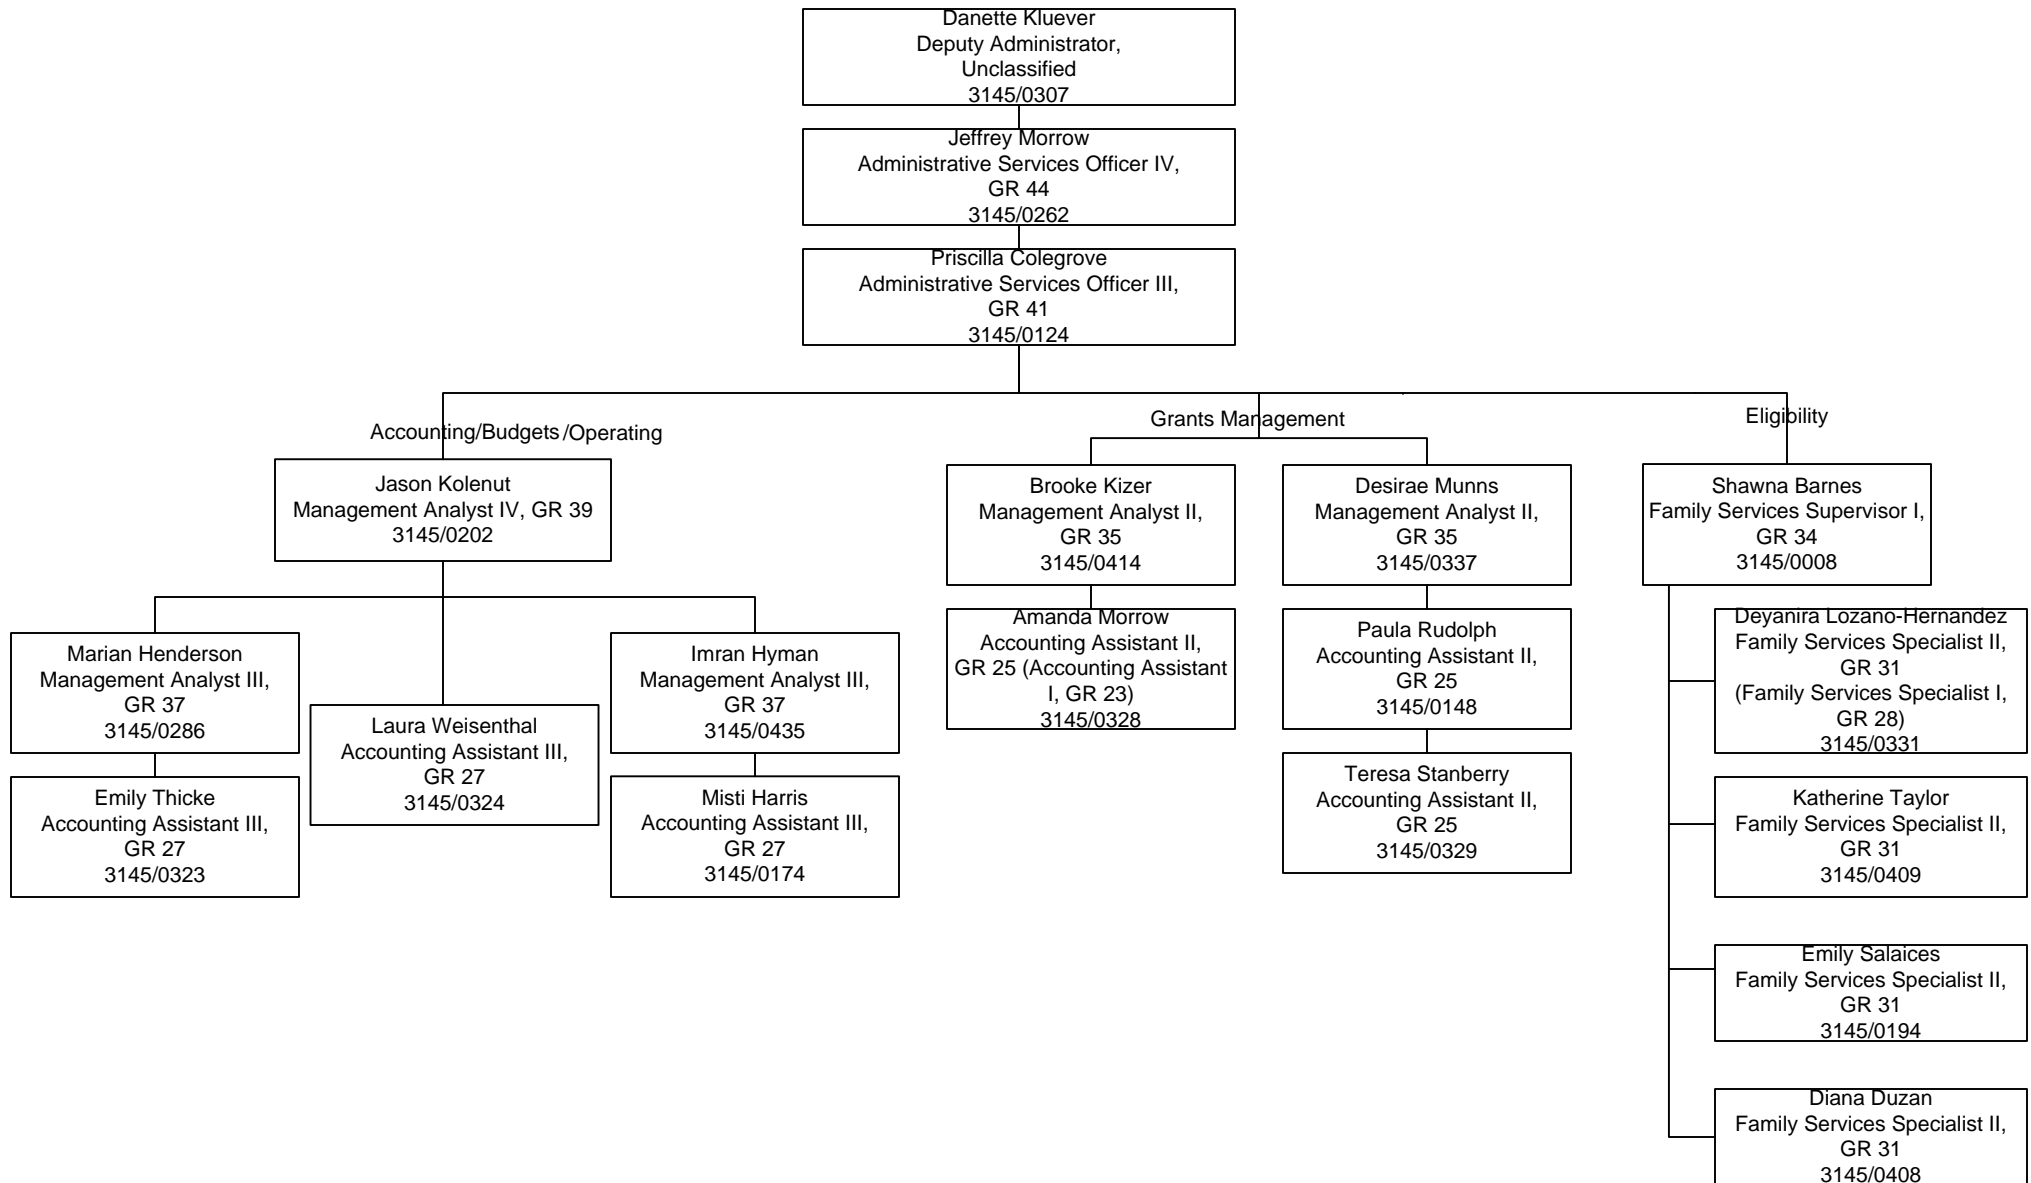 Danette Kluever
Deputy Administrator,
Unclassified
3145/0307
Jeffrey Morrow
Administrative Services Officer IV,
GR 44
3145/0262
Priscilla Colegrove
Administrative Services Officer III,
GR 41
3145/0124
Accounting/Budgets/Operating
Jason Kolenut
Management Analyst IV, GR 39
3145/0202
Marian Henderson
Management Analyst III,
GR 37
3145/0286
Emily Thicke
Accounting Assistant III,
GR 27
3145/0323
Laura Weisenthal
Accounting Assistant III,
GR 27
3145/0324
Imran Hyman
Management Analyst III,
GR 37
3145/0435
Misti Harris
Accounting Assistant III,
GR 27
3145/0174
Grants Management
Brooke Kizer
Management Analyst II,
GR 35
3145/0414
Amanda Morrow
Accounting Assistant II,
GR 25 (Accounting Assistant
I, GR 23)
3145/0328
Desirae Munns
Management Analyst II,
GR 35
3145/0337
Paula Rudolph
Accounting Assistant II,
GR 25
3145/0148
Teresa Stanberry
Accounting Assistant II,
GR 25
3145/0329
Eligibility
Shawna Barnes
Family Services Supervisor I,
GR 34
3145/0008
Deyanira Lozano-Hernandez
Family Services Specialist II,
GR 31
(Family Services Specialist I,
GR 28)
3145/0331
Katherine Taylor
Family Services Specialist II,
GR 31
3145/0409
Emily Salaices
Family Services Specialist II,
GR 31
3145/0194
Diana Duzan
Family Services Specialist II,
GR 31
3145/0408